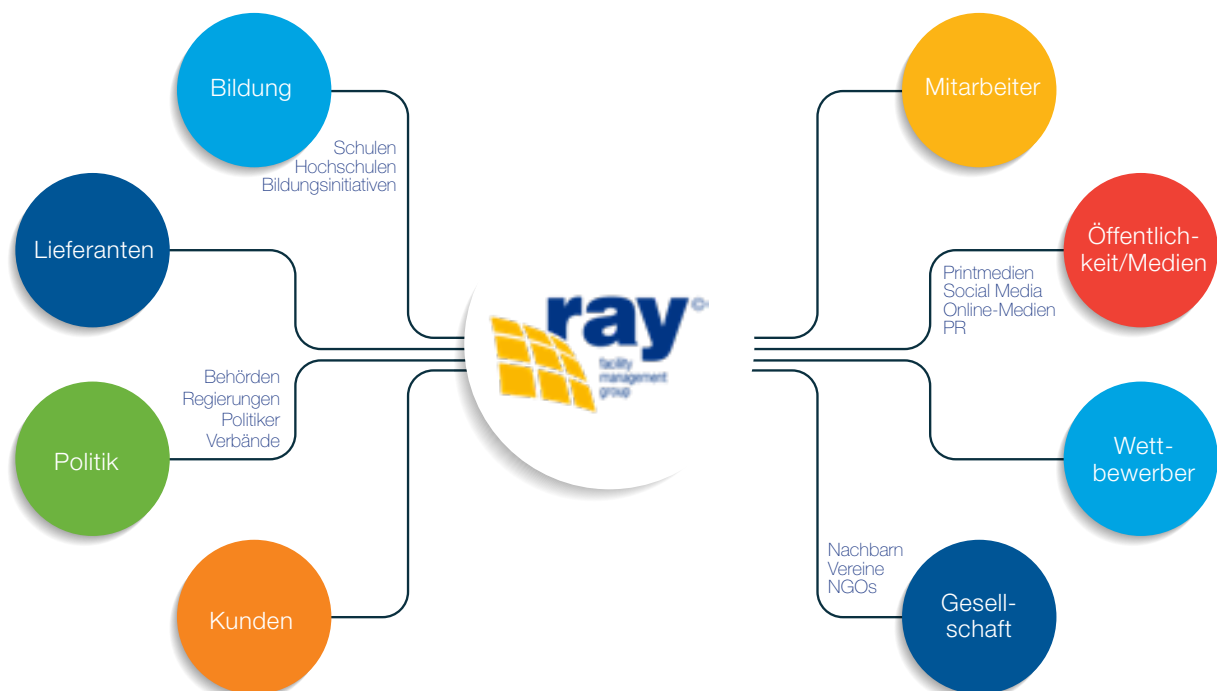 Bildung
Schulen
Hochschulen
Bildungsinitiativen
Lieferanten
Behörden
Regierungen
Politiker
Verbände
Politik
Kunden
ray©
facility
management
group
Mitarbeiter
Öffentlich-
keit/Medien
Printmedien
Social Media
Online-Medien
PR
Wett-
bewerber
Nachbarn
Vereine
NGOs
Gesell-
schaft